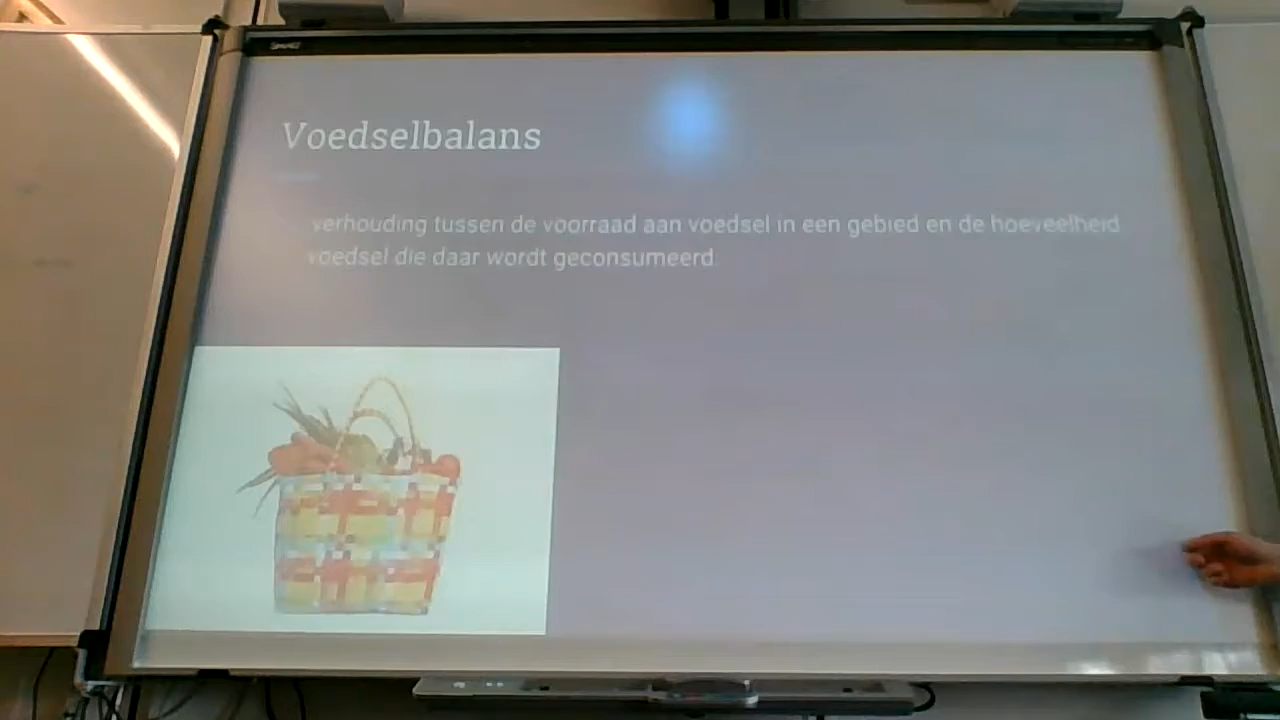 Voedselbalans
verhouding tussen de voorraad aan voedsel in een gebied en de hoeveelheid
voedsel die daar wordt geconsumeerd